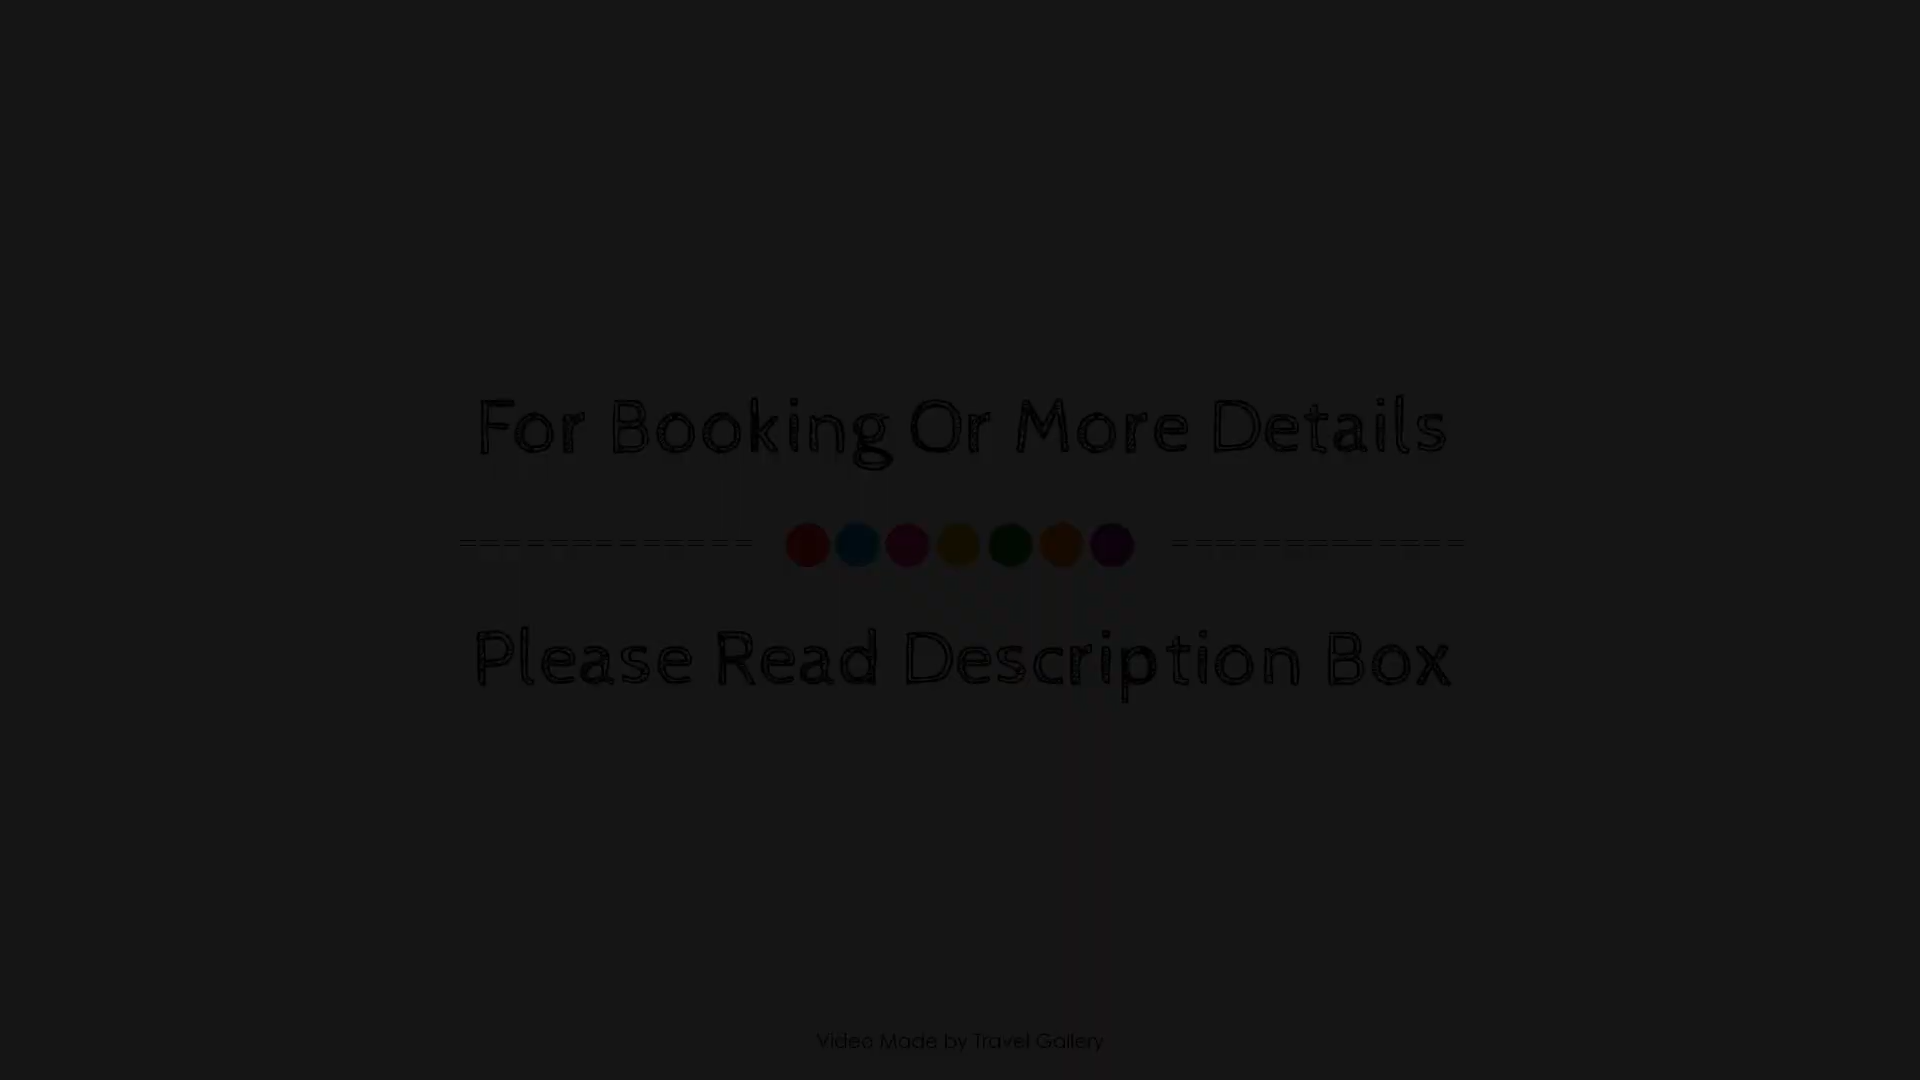 For Booking Or More Details
============= =============
Please Read Description Box
Video Made by Travel Gallery